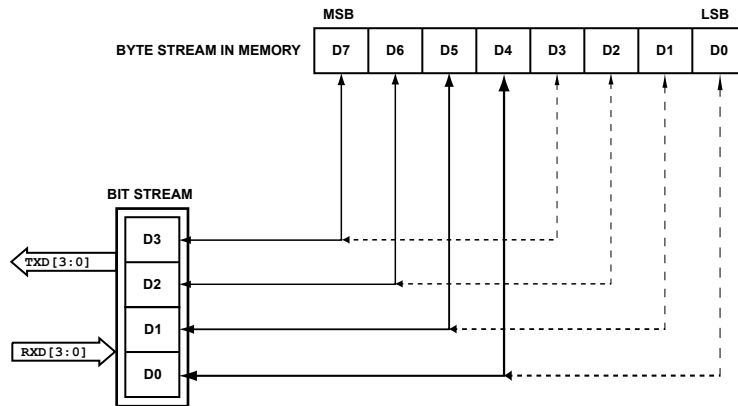 MSB LSB
BYTE STREAM IN MEMORY D7 D6 D5 D4 D3 D2 D1 D0
BIT STREAM
D3
TXD[3:0]
D2
D1
RXD[3:0]
D0